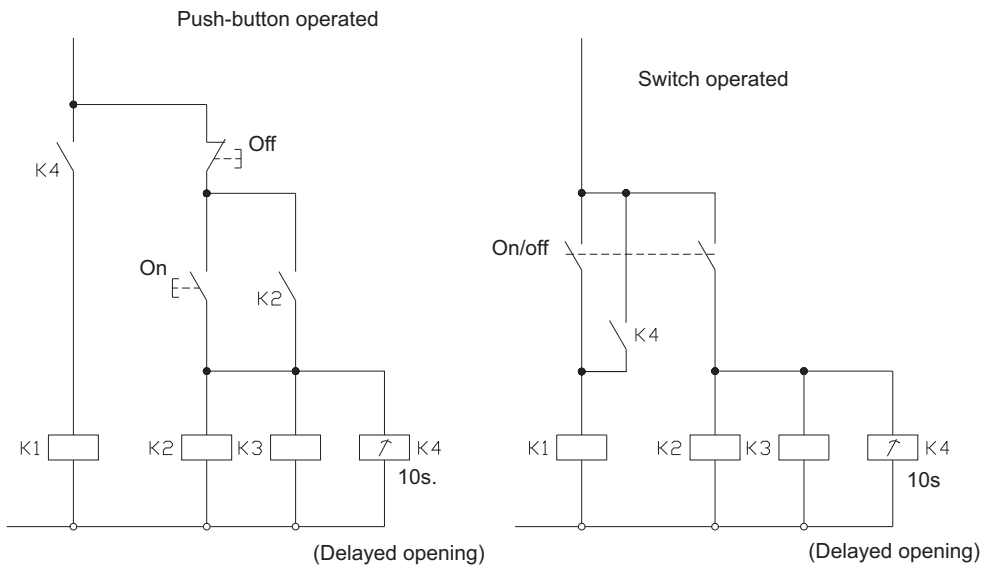 Push-button operated
Off
K4
On
K2
K1
K2
K3
K4
10s.
(Delayed opening)
Switch operated
On/off
K4
K1
K2
K3
K4
10s
(Delayed opening)